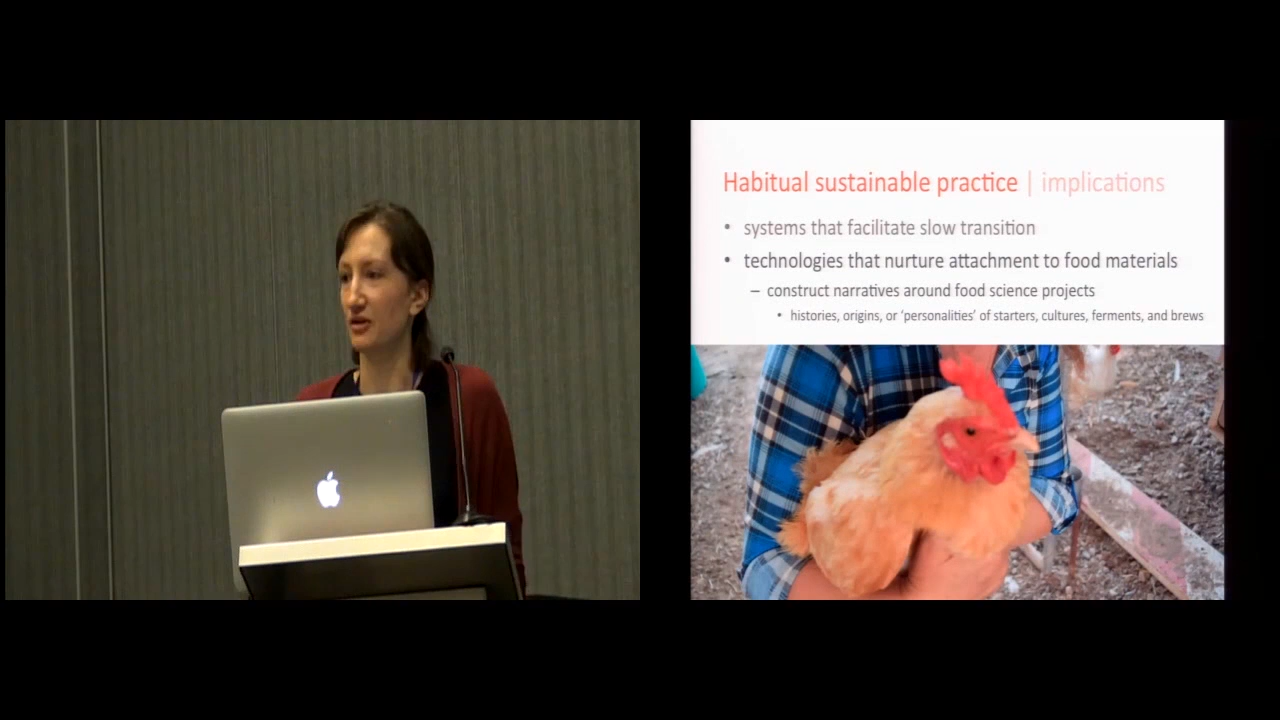 Habitual sustainable practice | implications
• systems that facilitate slow transition
• technologies that nurture attachment to food materials
– construct narratives around food science projects
• histories, origins, or ‘personalities’ of starters, cultures, ferments, and brews